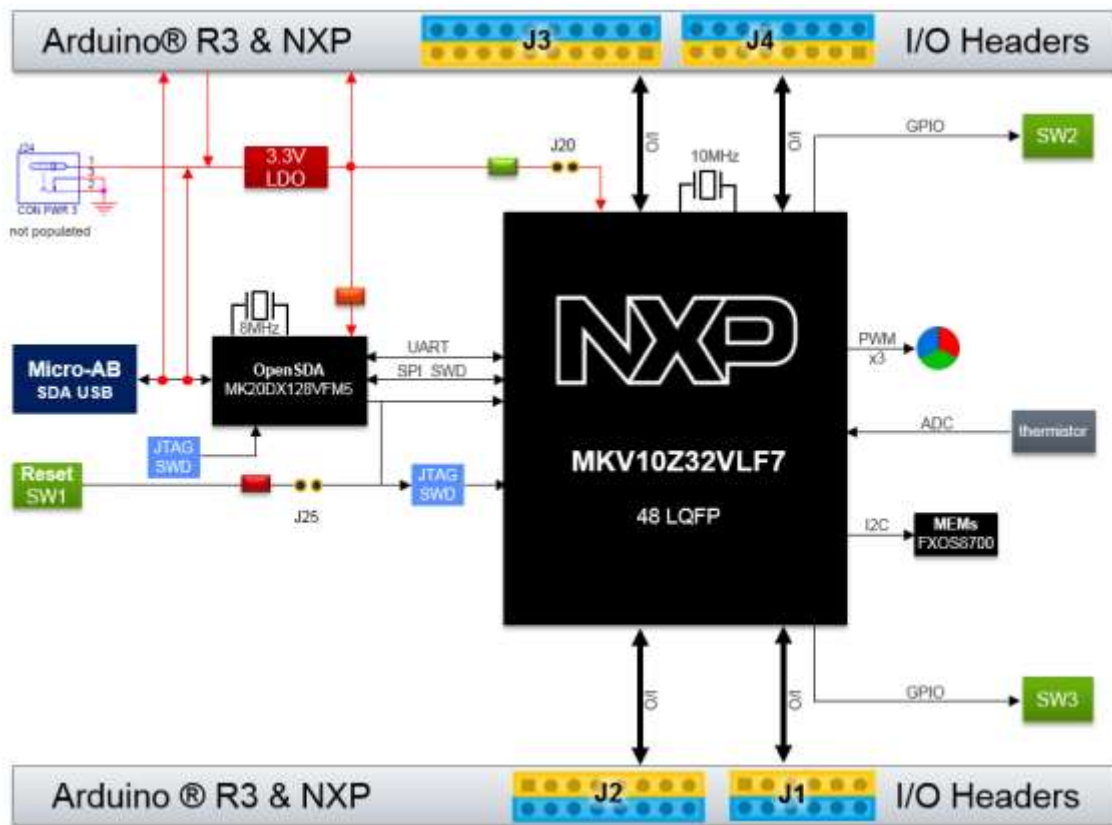 Arduino® R3 & NXP
J3
J4
I/O Headers
I/O
I/O
GPIO
SW2
J24
1
3
2
CON PWR 3
not populated
3.3V
LDO
J20
10MHz
NXP
8MHz
OpenSDA
MK20DX128VFM5
Micro-AB
SDA USB
UART
SPI SWD
PWM
x3
ADC
thermistor
MKV10Z32VLF7
48 LQFP
JTAG
SWD
Reset
SW1
J25
JTAG
SWD
I2C
MEMs
FXOS8700
I/O
I/O
GPIO
SW3
Arduino ® R3 & NXP
J2
J1
I/O Headers